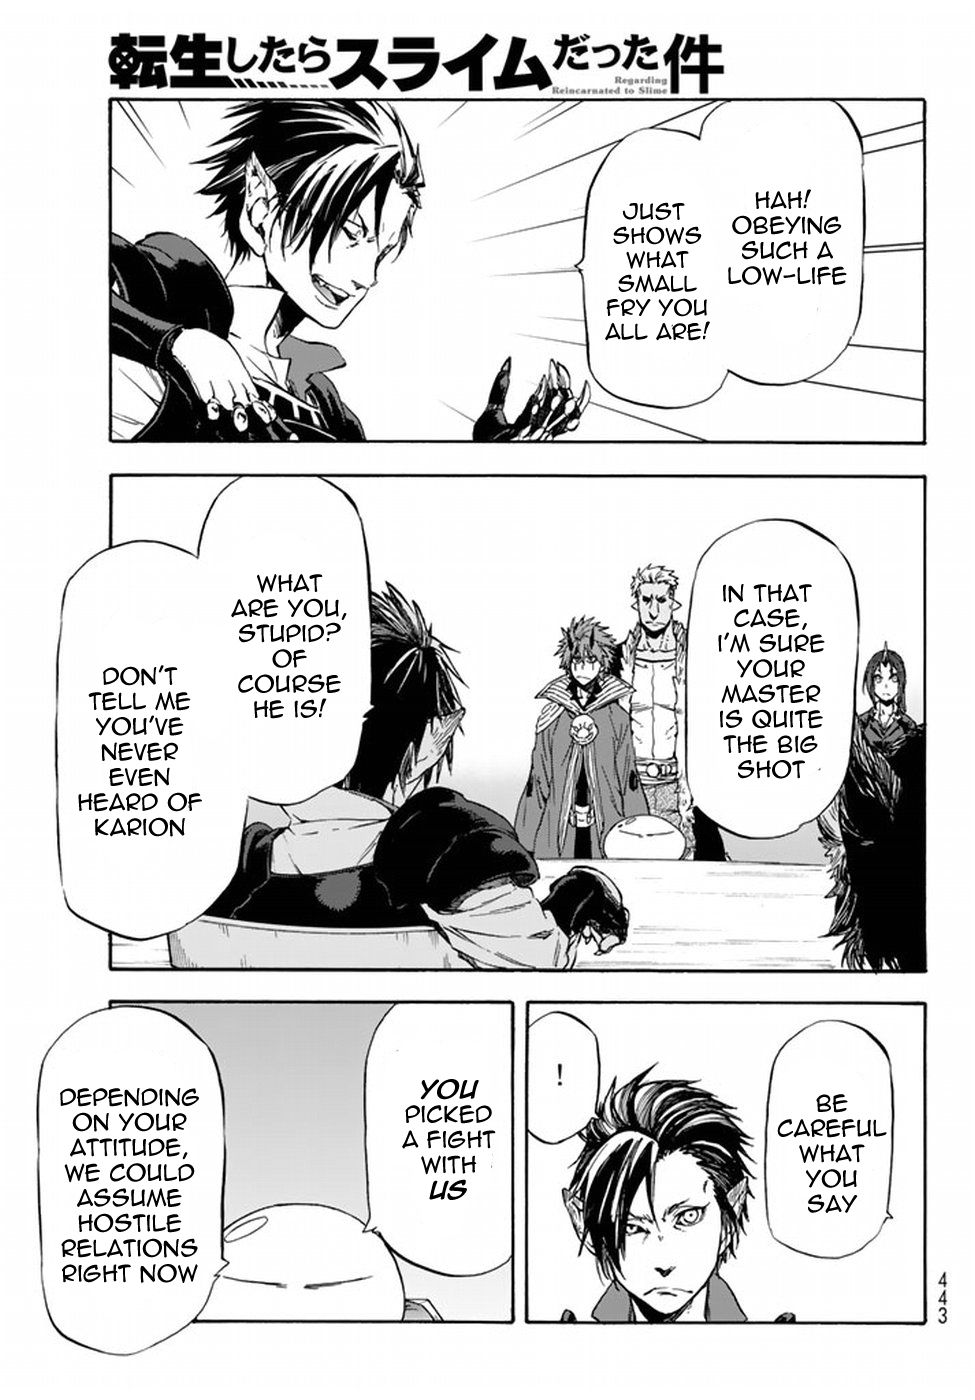 転生したらスライムだった件
Regarding
Reincarnated to Slime
HAH!
OBEYING
SUCH A
LOW-LIFE
JUST
SHOWS
WHAT
SMALL
FRY YOU
ALL ARE!
IN THAT
CASE,
I'M SURE
YOUR
MASTER
IS QUITE
THE BIG
SHOT
WHAT
ARE YOU,
STUPID?
OF
COURSE
HE IS!
DON'T
TELL ME
YOU'VE
NEVER
EVEN
HEARD OF
KARION
BE
CAREFUL
WHAT
YOU
SAY
!
YOU
PICKED
A FIGHT
WITH
US
DEPENDING
ON YOUR
ATTITUDE,
WE COULD
ASSUME
HOSTILE
RELATIONS
RIGHT NOW
443